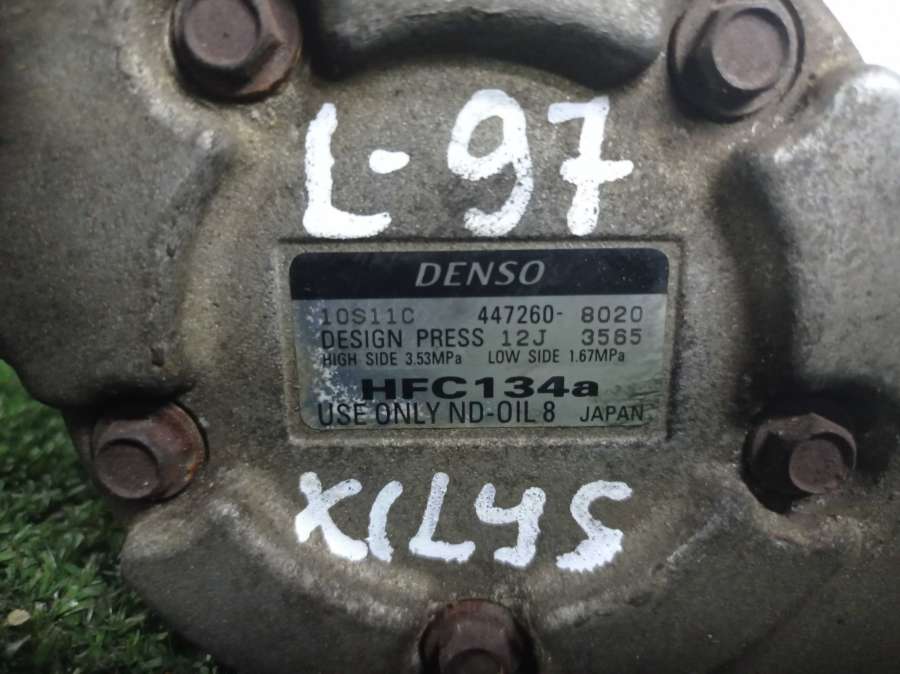 L-97
DENSO
10S11C 447260-8020
DESIGN PRESS 12J 3565
HIGH SIDE 3.53MPa LOW SIDE 1.67MPa
HFC134a
USE ONLY ND-OIL 8 JAPAN
X1LYS